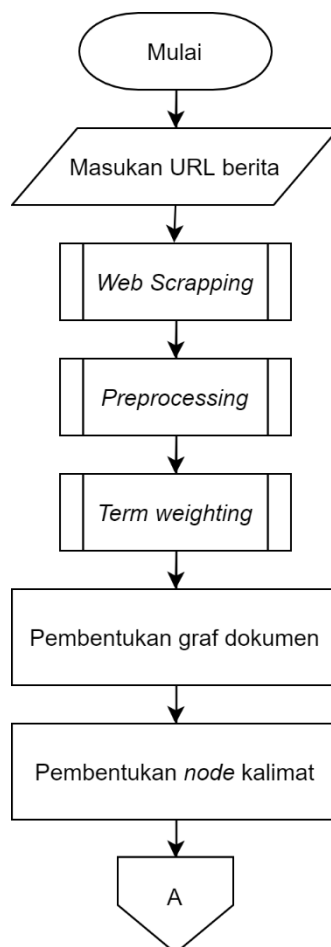 Mulai
Masukan URL berita
Web Scrapping
Preprocessing
Term weighting
Pembentukan graf dokumen
Pembentukan node kalimat
A